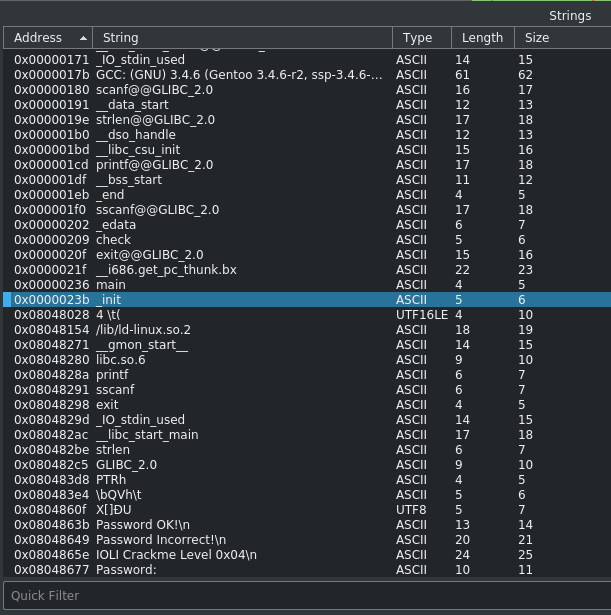 Strings
Address String Type Length Size
0x00000171 _IO_stdin_used ASCII 14 15
0x0000017b GCC: (GNU) 3.4.6 (Gentoo 3.4.6-r2, ssp-3.4.6-... ASCII 61 62
0x00000180 scanf@@GLIBC_2.0 ASCII 16 17
0x00000191 __data_start ASCII 12 13
0x0000019e strlen@@GLIBC_2.0 ASCII 17 18
0x000001b0 __dso_handle ASCII 12 13
0x000001bd __libc_csu_init ASCII 15 16
0x000001cd printf@@GLIBC_2.0 ASCII 17 18
0x000001df __bss_start ASCII 11 12
0x000001eb _end ASCII 4 5
0x000001f0 sscanf@@GLIBC_2.0 ASCII 17 18
0x00000202 _edata ASCII 6 7
0x00000209 check ASCII 5 6
0x0000020f exit@@GLIBC_2.0 ASCII 15 16
0x0000021f __i686.get_pc_thunk.bx ASCII 22 23
0x00000236 main ASCII 4 5
0x0000023b _init ASCII 5 6
0x08048028 4 \t( UTF16LE 4 10
0x08048154 /lib/ld-linux.so.2 ASCII 18 19
0x08048271 __gmon_start__ ASCII 14 15
0x08048280 libc.so.6 ASCII 9 10
0x0804828a printf ASCII 6 7
0x08048291 sscanf ASCII 6 7
0x08048298 exit ASCII 4 5
0x0804829d _IO_stdin_used ASCII 14 15
0x080482ac __libc_start_main ASCII 17 18
0x080482be strlen ASCII 6 7
0x080482c5 GLIBC_2.0 ASCII 9 10
0x080483d8 PTRh ASCII 4 5
0x080483e4 \bQVh\t ASCII 5 6
0x0804860f X[]ÐU UTF8 5 7
0x0804863b Password OK!\n ASCII 13 14
0x08048649 Password Incorrect!\n ASCII 20 21
0x0804865e IOLI Crackme Level 0x04\n ASCII 24 25
0x08048677 Password: ASCII 10 11
Quick Filter